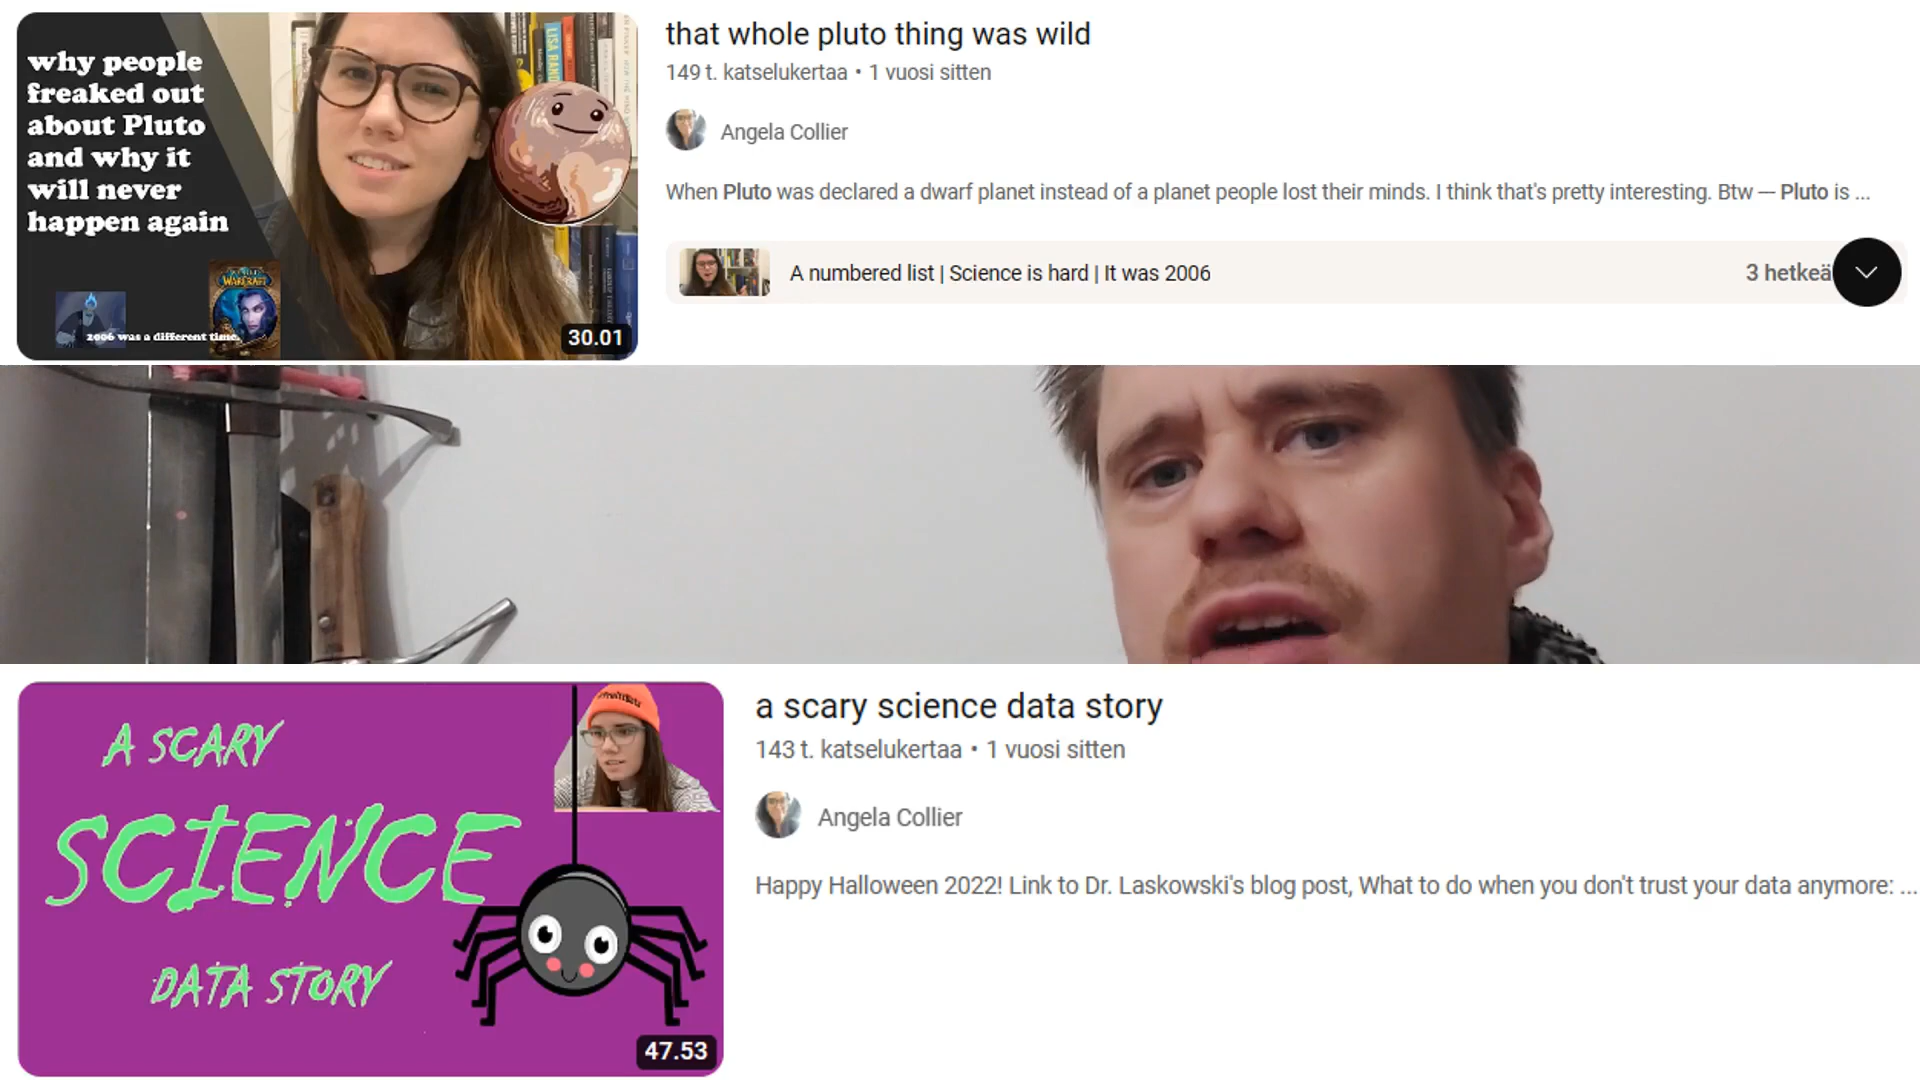 why people
freaked out
about Pluto
and why it
will never
happen again
WARCRAFT
2006 was a different time.
LISA RAND
30.01
that whole pluto thing was wild
149 t. katselukertaa • 1 vuosi sitten
Angela Collier
When Pluto was declared a dwarf planet instead of a planet people lost their minds. I think that's pretty interesting. Btw — Pluto is ...
A numbered list | Science is hard | It was 2006
3 hetkeä
A SCARY
SCIENCE
DATA STORY
47.53
a scary science data story
143 t. katselukertaa • 1 vuosi sitten
Angela Collier
Happy Halloween 2022! Link to Dr. Laskowski's blog post, What to do when you don't trust your data anymore: ...